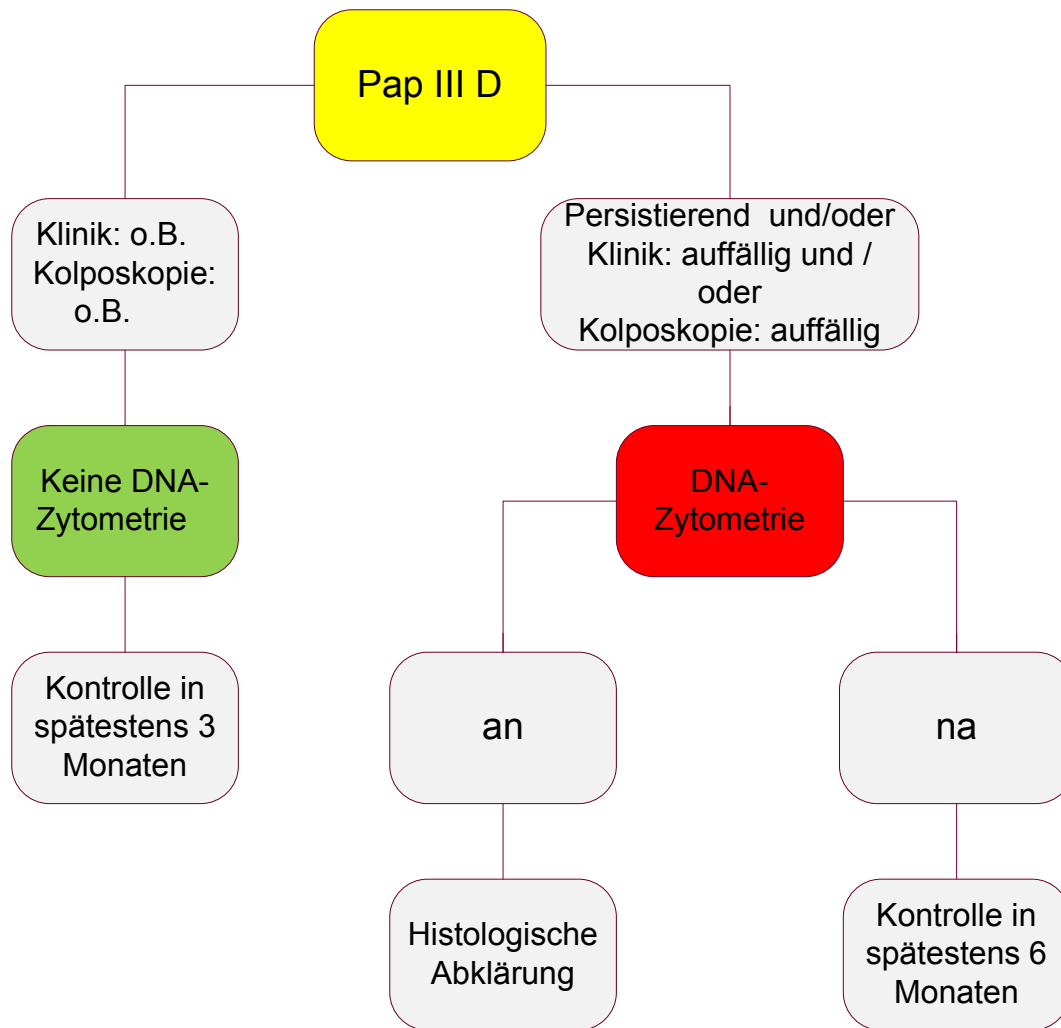 Pap III D
Klinik: o.B.
Kolposkopie:
o.B.
Persistierend und/oder
Klinik: auffällig und /
oder
Kolposkopie: auffällig
Keine DNA-
Zytometrie
DNA-
Zytometrie
Kontrolle in
spätestens 3
Monaten
an
na
Histologische
Abklärung
Kontrolle in
spätestens 6
Monaten